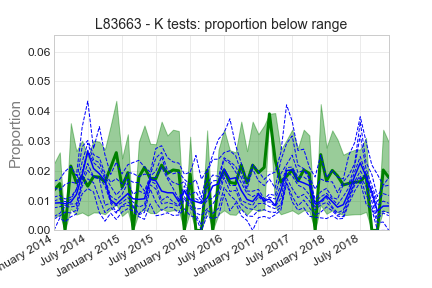 L83663 - K tests: proportion below range
Proportion
0.06
0.05
0.04
0.03
0.02
0.01
0.00
nuary 2014
July 2014
January 2015
July 2015
January 2016
July 2016
January 2017
July 2017
January 2018
July 2018